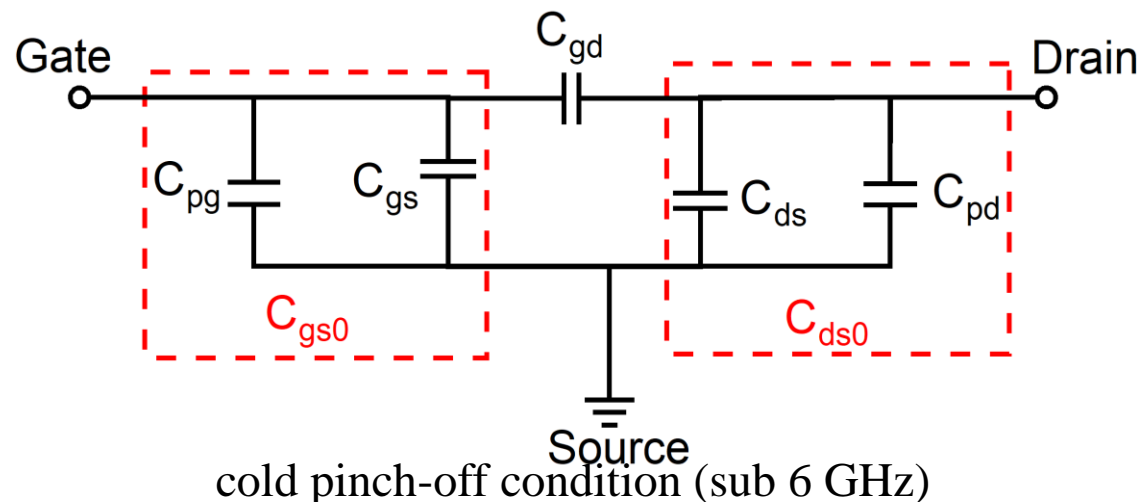 C_gd
Gate
Drain
C_pg
C_gs
C_ds
C_pd
C_gs0
C_ds0
Source
cold pinch-off condition (sub 6 GHz)